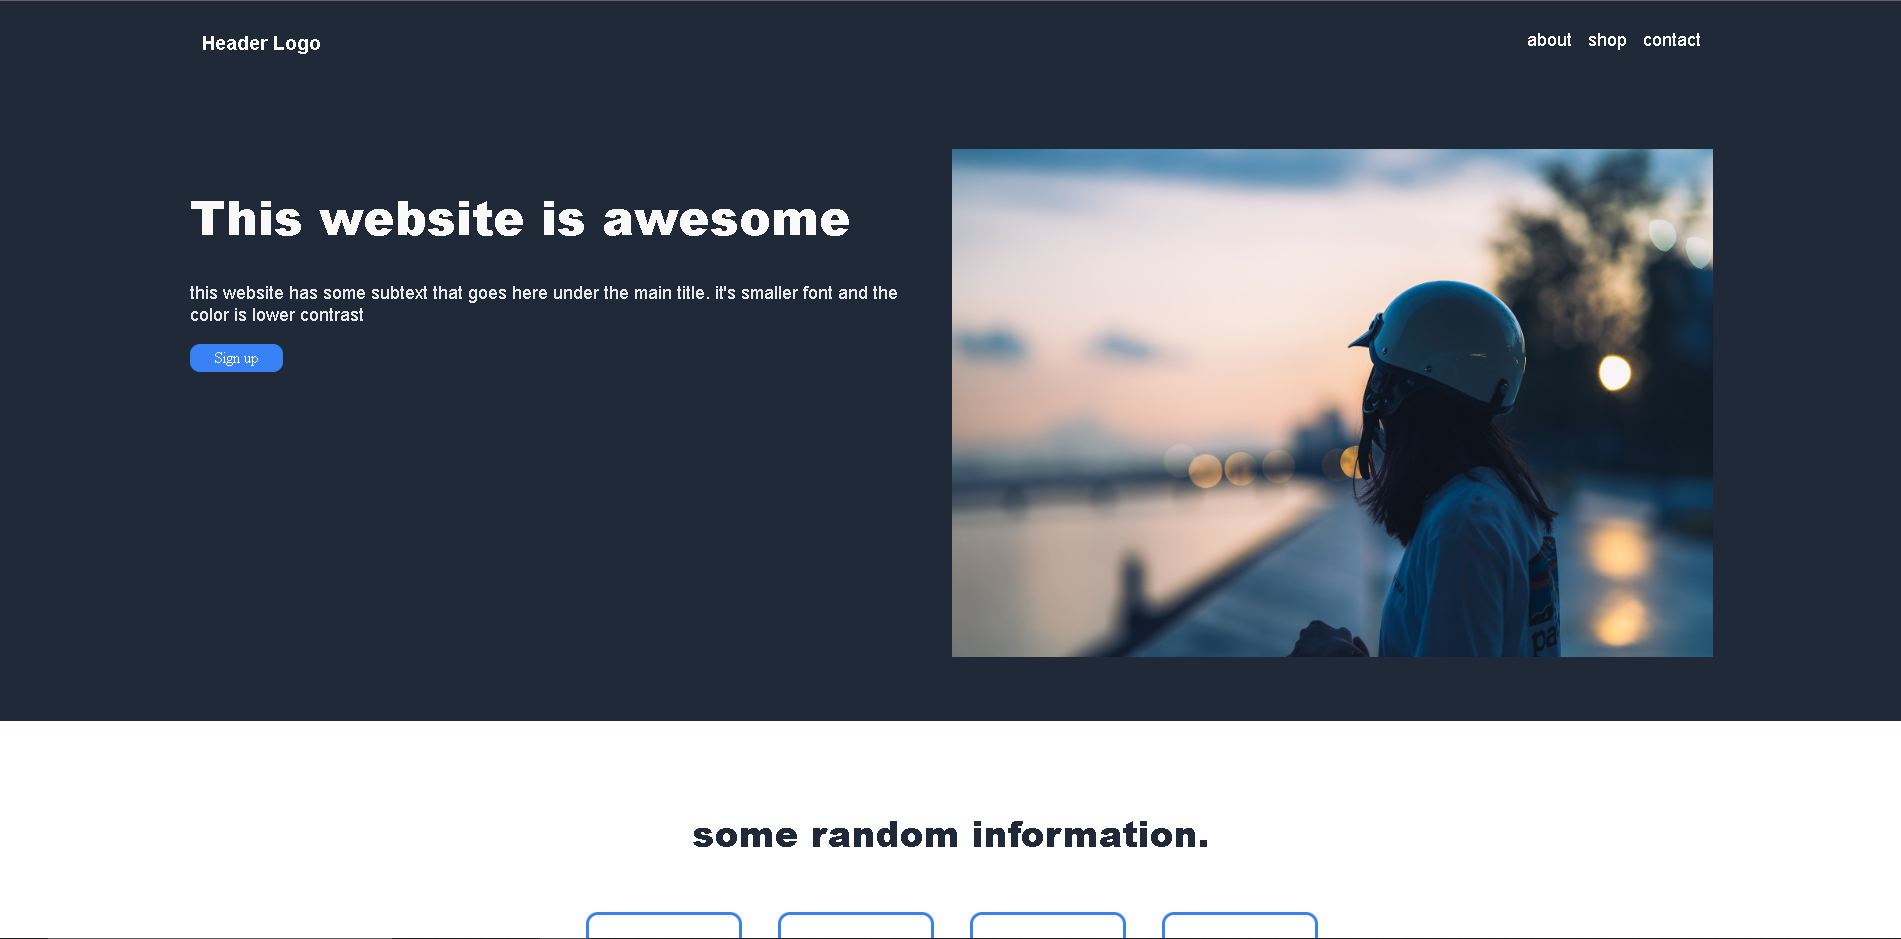 Header Logo
about shop contact
This website is awesome
this website has some subtext that goes here under the main title. it's smaller font and the
color is lower contrast
Sign up
pa
some random information.